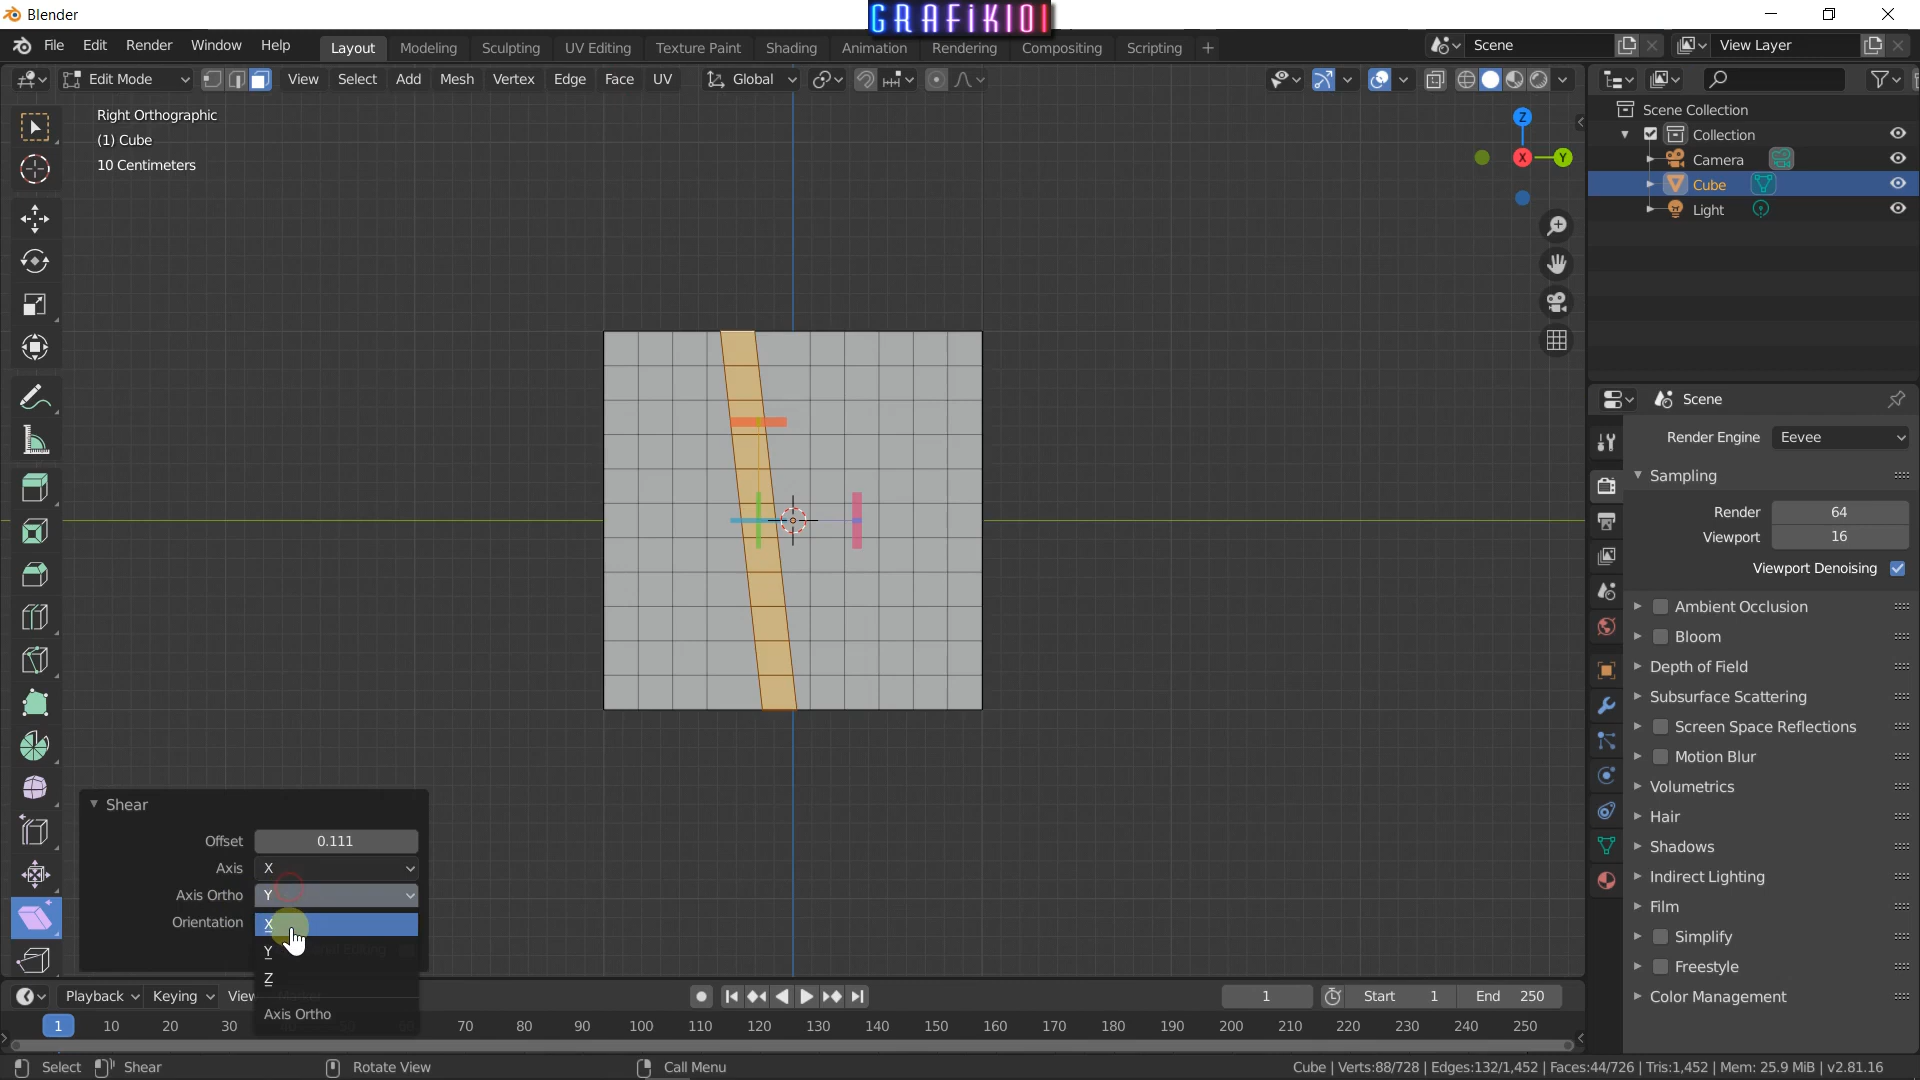 Blender
GRAFiK101
File Edit Render Window Help
Layout Modeling Sculpting UV Editing Texture Paint Shading Animation Rendering Compositing Scripting +
Scene
View Layer
Edit Mode View Select Add Mesh Vertex Edge Face UV Global
Right Orthographic
(1) Cube
10 Centimeters
Z
X
Y
Scene Collection
Collection
Camera
Cube
Light
Scene
Render Engine Eevee
Sampling
Render 64
Viewport 16
Viewport Denoising
Ambient Occlusion
Bloom
Depth of Field
Subsurface Scattering
Screen Space Reflections
Motion Blur
Volumetrics
Hair
Shadows
Indirect Lighting
Film
Simplify
Freestyle
Color Management
Shear
Offset 0.111
Axis X
Axis Ortho Y
Orientation X
Y
Z
Axis Ortho
Playback Keying View
1 Start 1 End 250
1 10 20 30 70 80 90 100 110 120 130 140 150 160 170 180 190 200 210 220 230 240 250
Select Shear Rotate View Call Menu
Cube | Verts:88/728 | Edges:132/1,452 | Faces:44/726 | Tris:1,452 | Mem: 25.9 MiB | v2.81.16